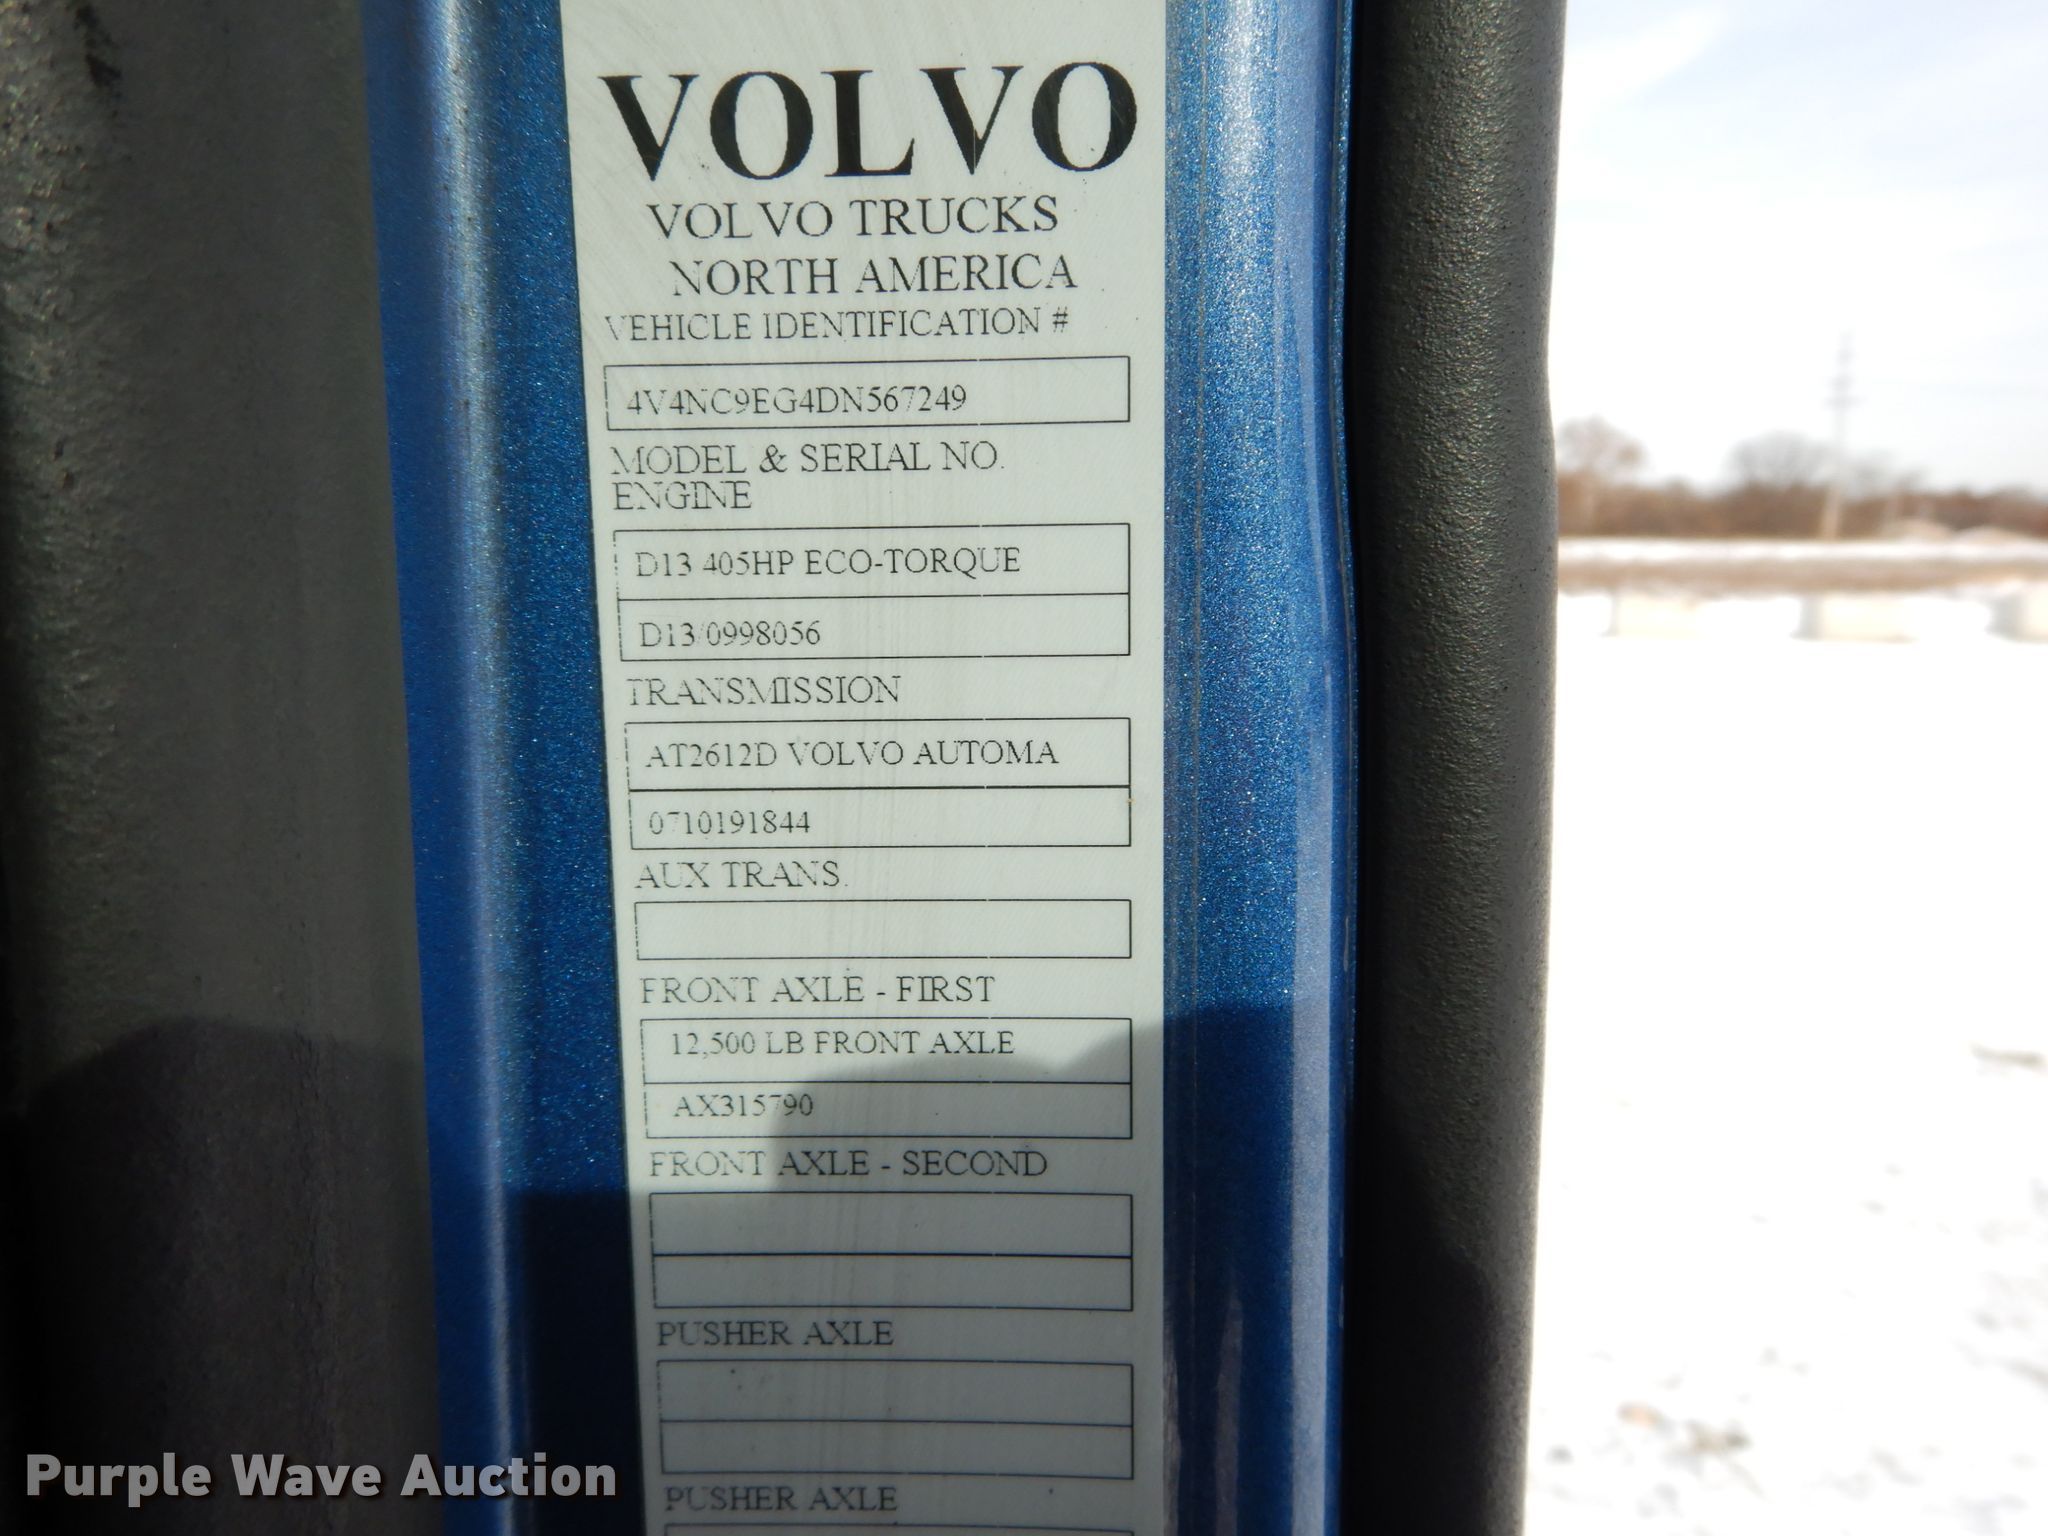 VOLVO
VOLVO TRUCKS
NORTH AMERICA
VEHICLE IDENTIFICATION #
4V4NC9EG4DN567249
MODEL & SERIAL NO.
ENGINE
D13 405HP ECO-TORQUE
D13/0998056
TRANSMISSION
AT2612D VOLVO AUTOMA
0710191844
AUX TRANS.
FRONT AXLE - FIRST
12,500 LB FRONT AXLE
AX315790
FRONT AXLE - SECOND
PUSHER AXLE
PUSHER AXLE
Purple Wave Auction